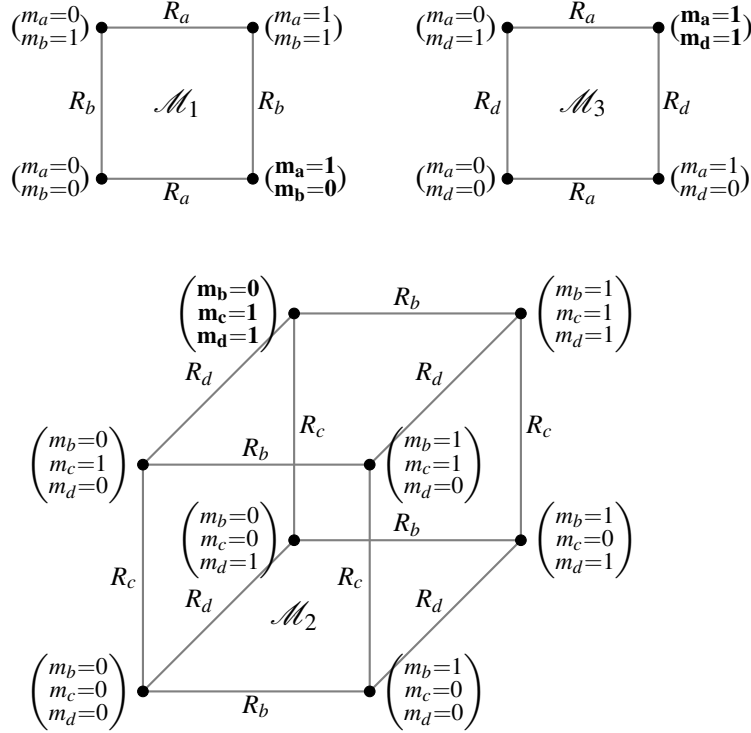 (m_a=0 m_b=1) R_a (m_a=1 m_b=1)
R_b ℳ_1 R_b
(m_a=0 m_b=0) R_a (m_a=1 m_b=0)
(m_a=0 m_d=1) R_a (m_a=1 m_d=1)
R_d ℳ_3 R_d
(m_a=0 m_d=0) R_a (m_a=1 m_d=0)
(m_b=0 m_c=1 m_d=1) R_b (m_b=1 m_c=1 m_d=1)
R_d R_d
R_c R_c
(m_b=0 m_c=1 m_d=0) R_b (m_b=1 m_c=1 m_d=0)
(m_b=0 m_c=0 m_d=1) R_b (m_b=1 m_c=0 m_d=1)
R_c R_d R_c R_d
ℳ_2
(m_b=0 m_c=0 m_d=0) R_b (m_b=1 m_c=0 m_d=0)